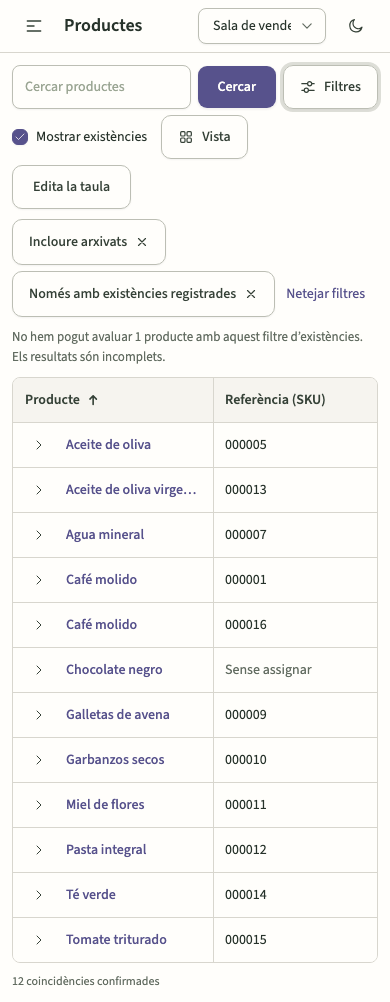 Productes
Sala de vende
Cercar productes
Cercar
Filtres
Mostrar existències
Vista
Edita la taula
Incloure arxivats
Només amb existències registrades
Netejar filtres
No hem pogut avaluar 1 producte amb aquest filtre d'existències.
Els resultats són incomplets.
Producte
Referència (SKU)
Aceite de oliva
000005
Aceite de oliva virge…
000013
Agua mineral
000007
Café molido
000001
Café molido
000016
Chocolate negro
Sense assignar
Galletas de avena
000009
Garbanzos secos
000010
Miel de flores
000011
Pasta integral
000012
Té verde
000014
Tomate triturado
000015
12 coincidències confirmades